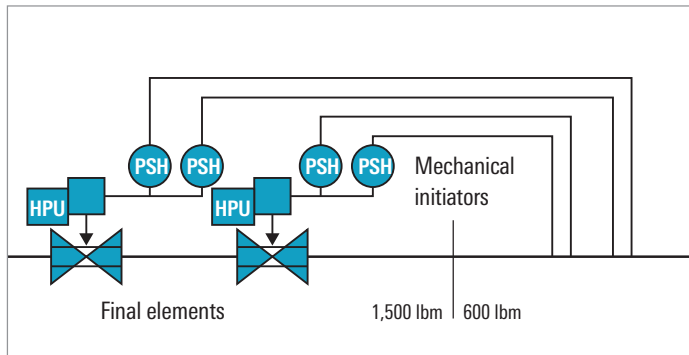 PSH
PSH
PSH
PSH
Mechanical
initiators
HPU
HPU
Final elements
1,500 lbm
600 lbm